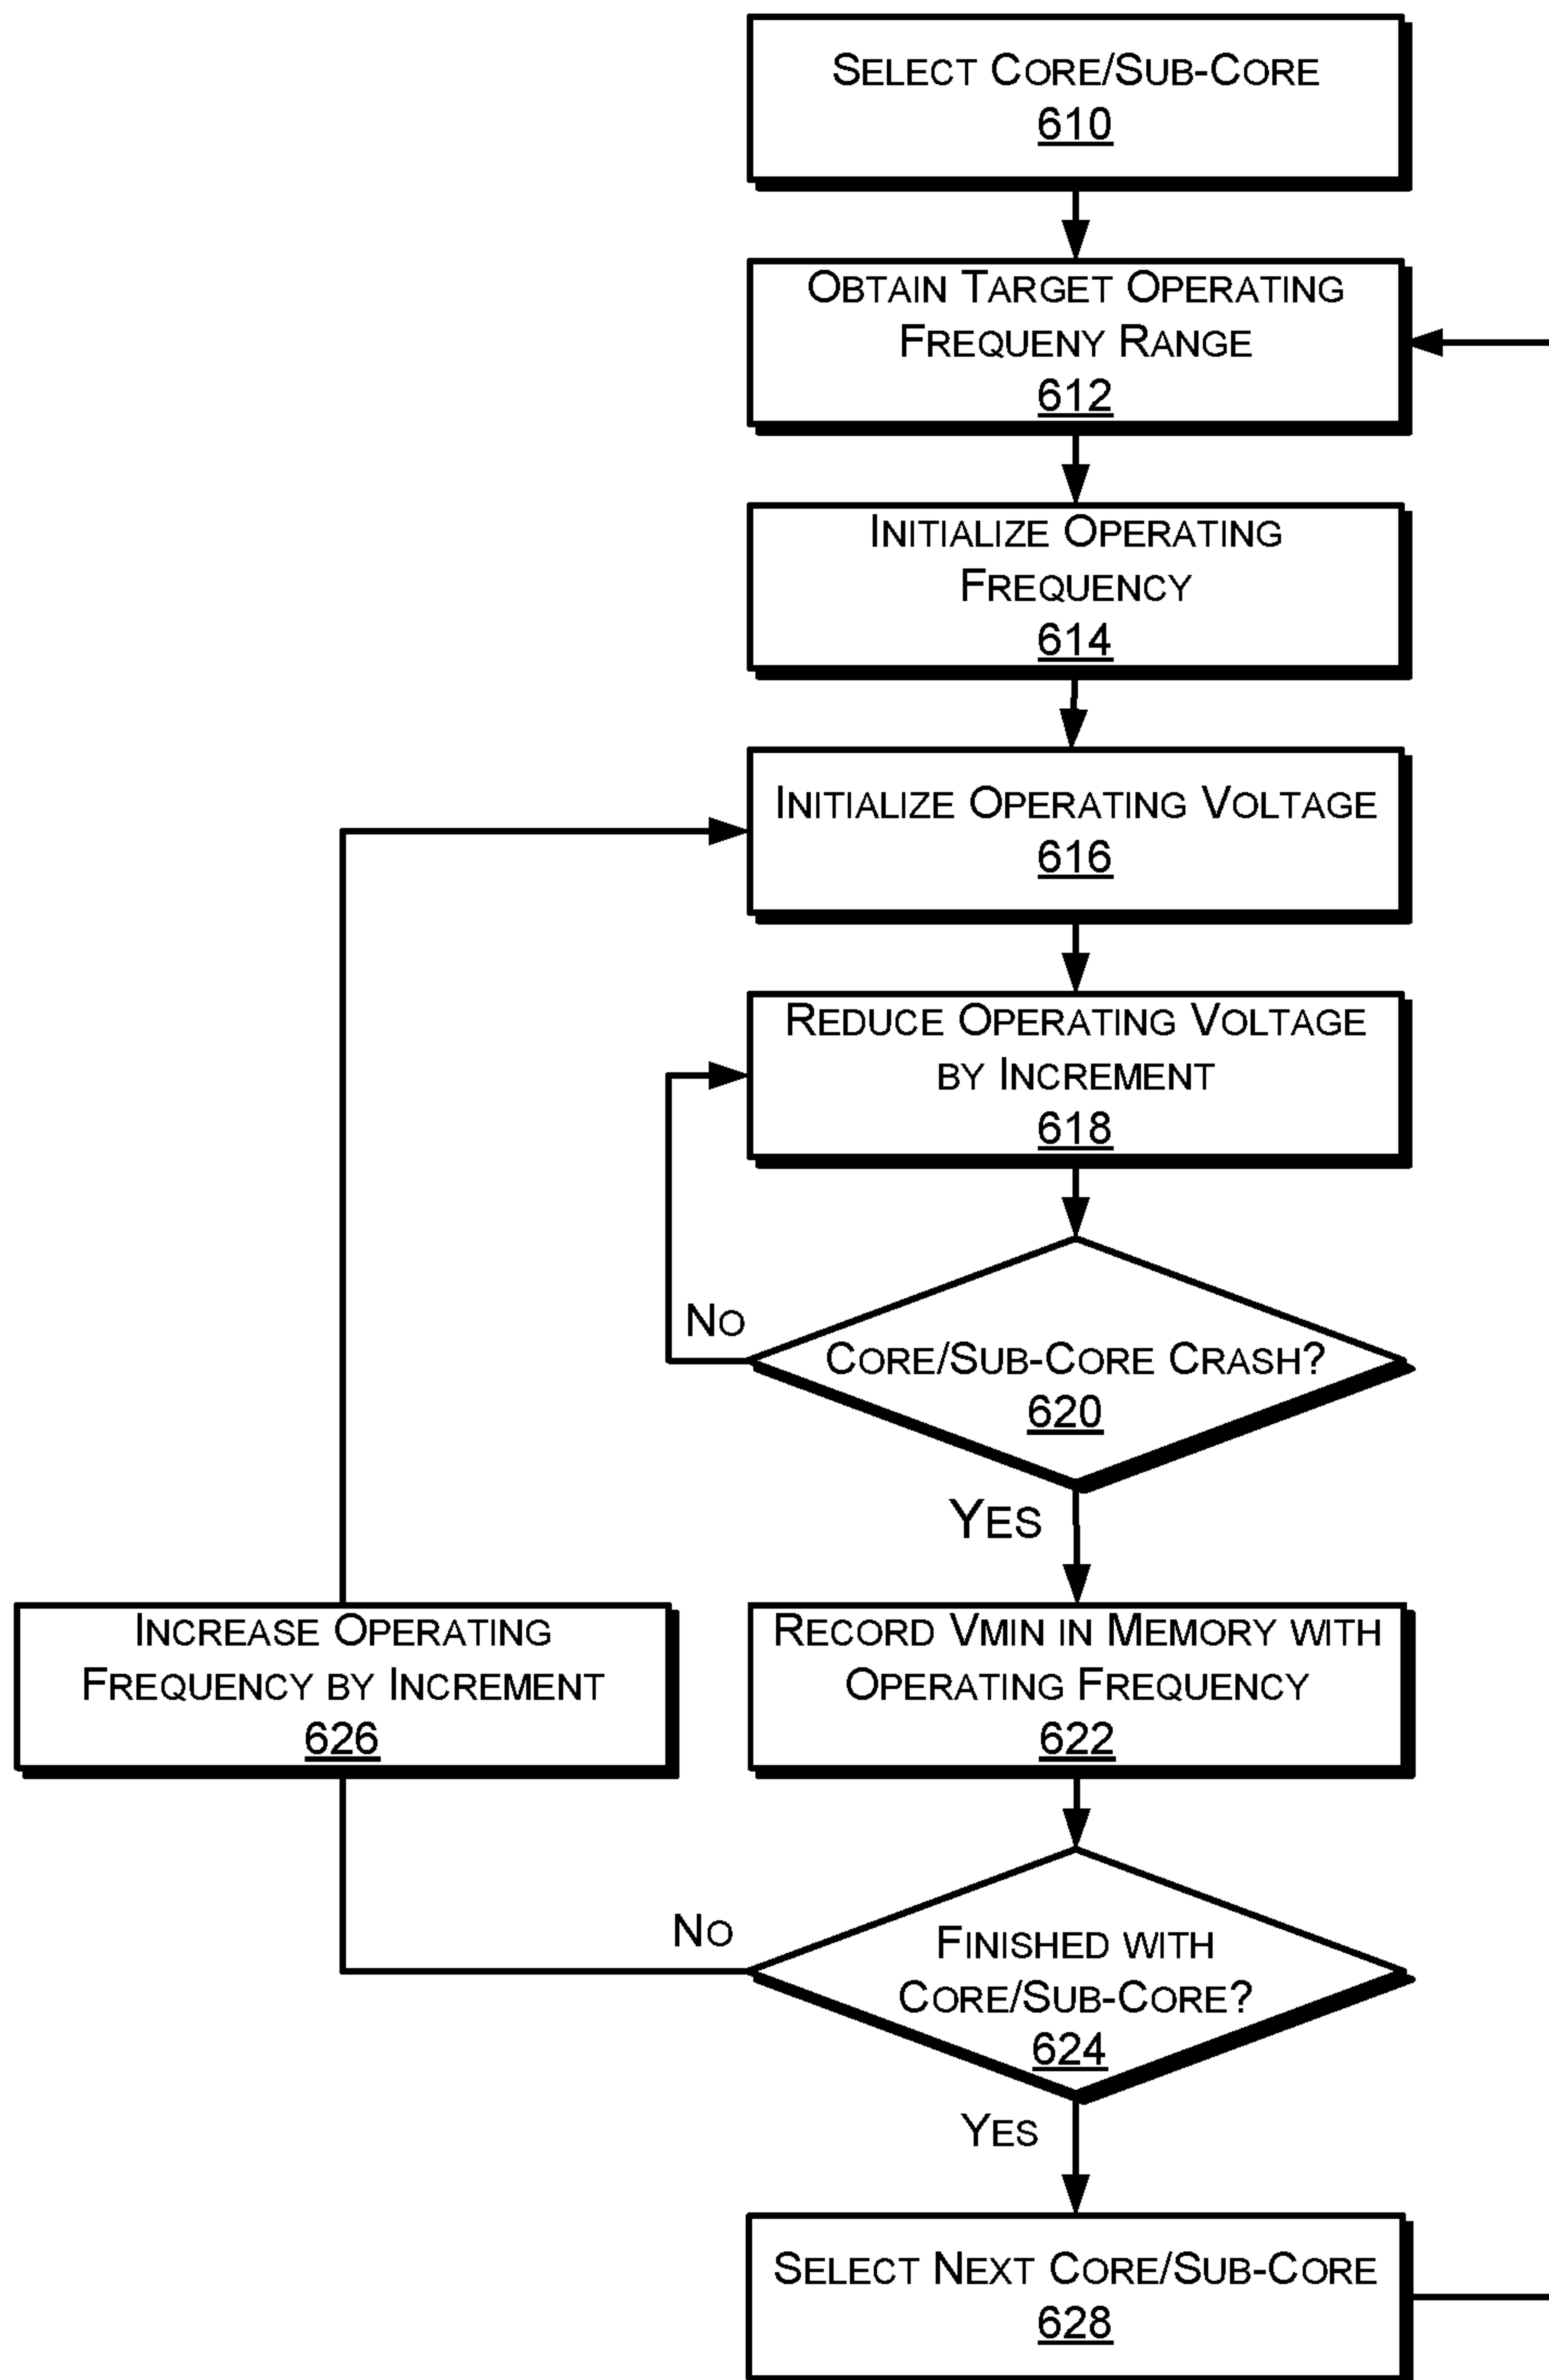 SELECT CORE/SUB-CORE
610
OBTAIN TARGET OPERATING
FREQUENY RANGE
612
INITIALIZE OPERATING
FREQUENCY
614
INITIALIZE OPERATING VOLTAGE
616
REDUCE OPERATING VOLTAGE
BY INCREMENT
618
NO
CORE/SUB-CORE CRASH?
620
YES
INCREASE OPERATING
FREQUENCY BY INCREMENT
626
RECORD VMIN IN MEMORY WITH
OPERATING FREQUENCY
622
NO
FINISHED WITH
CORE/SUB-CORE?
624
YES
SELECT NEXT CORE/SUB-CORE
628